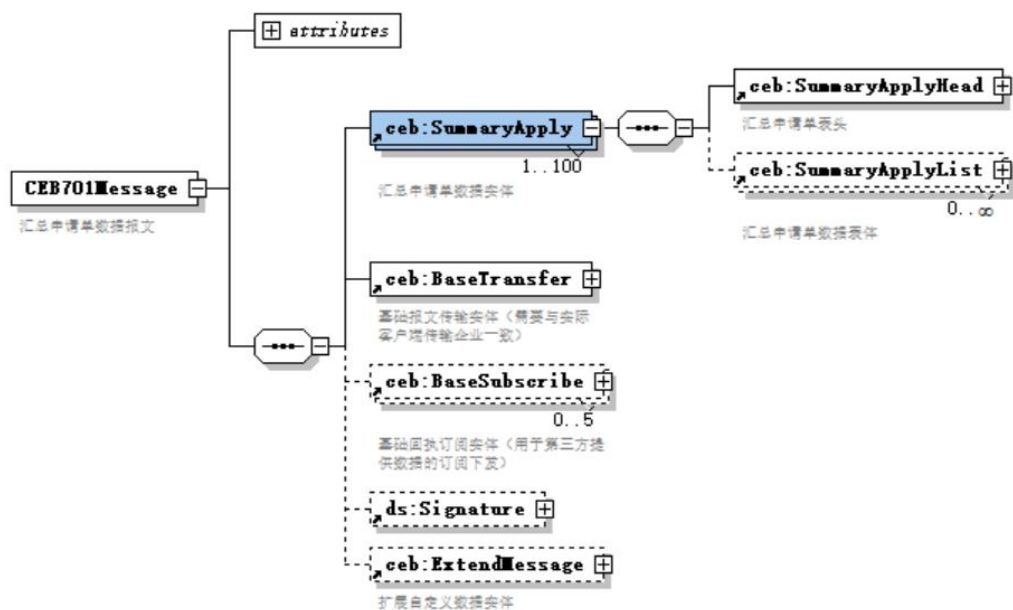 attributes
ceb:SummaryApplyHead
汇总申请单表头
ceb:SummaryApply
1..100
汇总申请单数据实体
ceb:SummaryApplyList
0..∞
汇总申请单数据表体
CEB701Message
汇总申请单数据报文
ceb:BaseTransfer
基础报文传输实体（需要与实际
客户端传输企业一致）
ceb:BaseSubscribe
0..5
基础回执订阅实体（用于第三方提
供数据的订阅下发）
ds:Signature
ceb:ExtendMessage
扩展自定义数据实体